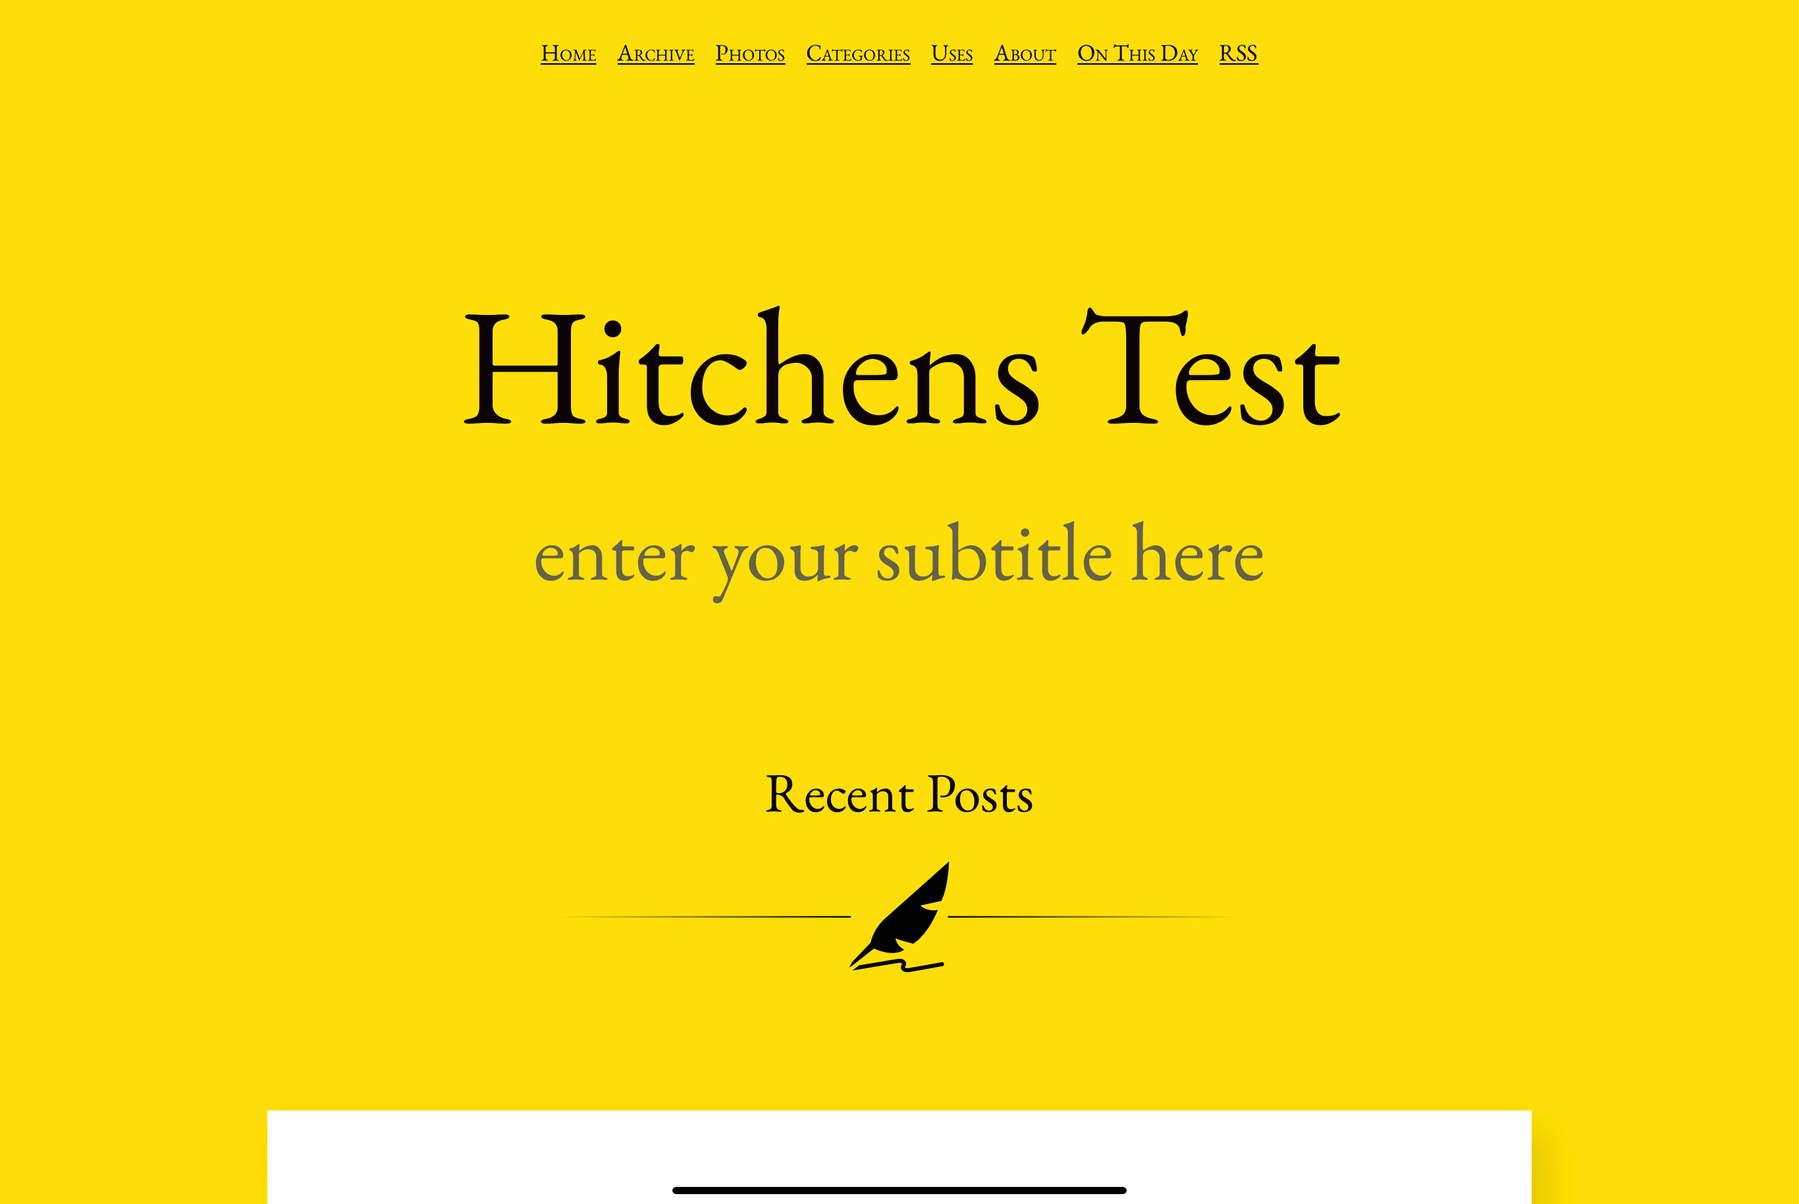 Home Archive Photos Categories Uses About On This Day RSS
Hitchens Test
enter your subtitle here
Recent Posts